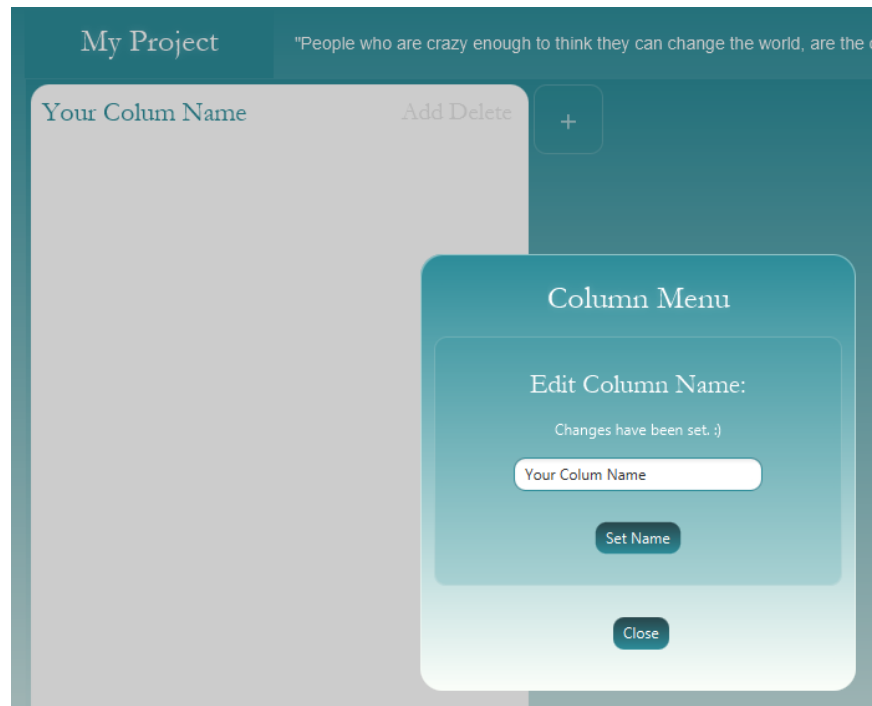 My Project
"People who are crazy enough to think they can change the world, are the
Your Colum Name
Add Delete
+
Column Menu
Edit Column Name:
Changes have been set. :)
Your Colum Name
Set Name
Close